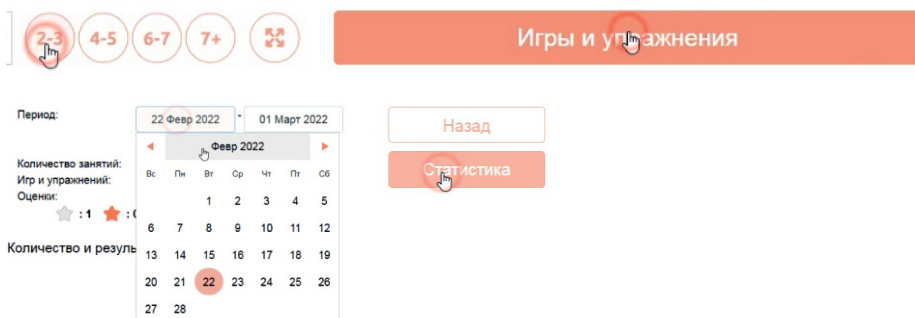 2-3 4-5 6-7 7+
Игры и упражнения
Период:
22 Февр 2022 - 01 Март 2022
Назад
Февр 2022
Статистика
Количество занятий:
Игр и упражнений:
Оценки:
: 1 : 0
Вс Пн Вт Ср Чт Пт Сб
1 2 3 4 5
6 7 8 9 10 11 12
Количество и резуль
13 14 15 16 17 18 19
20 21 22 23 24 25 26
27 28